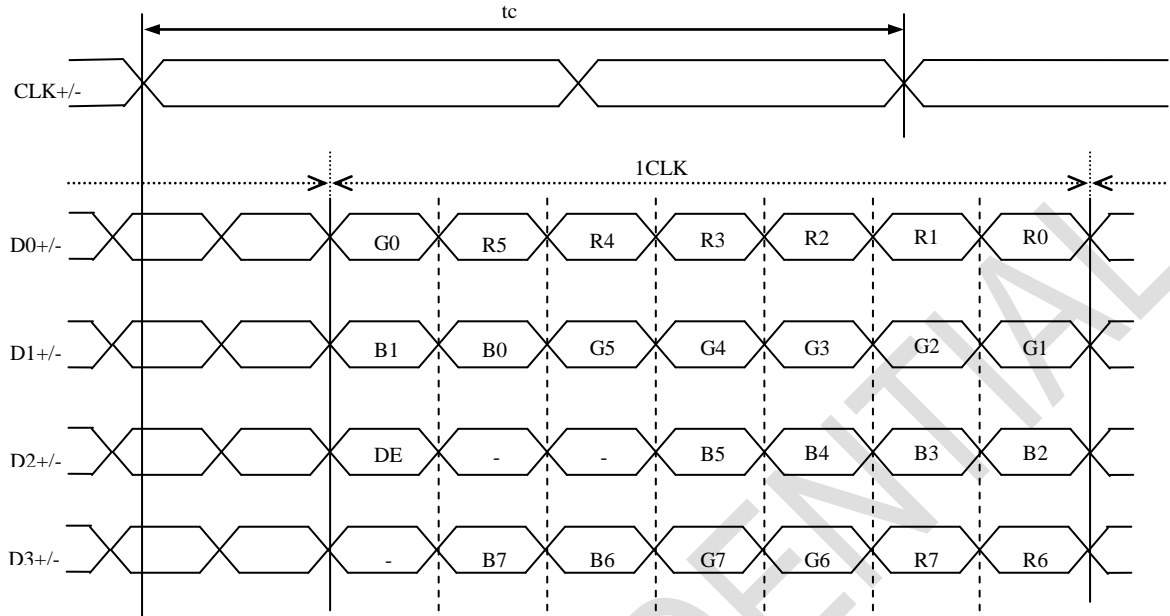 tc
CLK+/-
1CLK
D0+/- G0 R5 R4 R3 R2 R1 R0
D1+/- B1 B0 G5 G4 G3 G2 G1
D2+/- DE - - B5 B4 B3 B2
D3+/- - B7 B6 G7 G6 R7 R6
DENTIAL